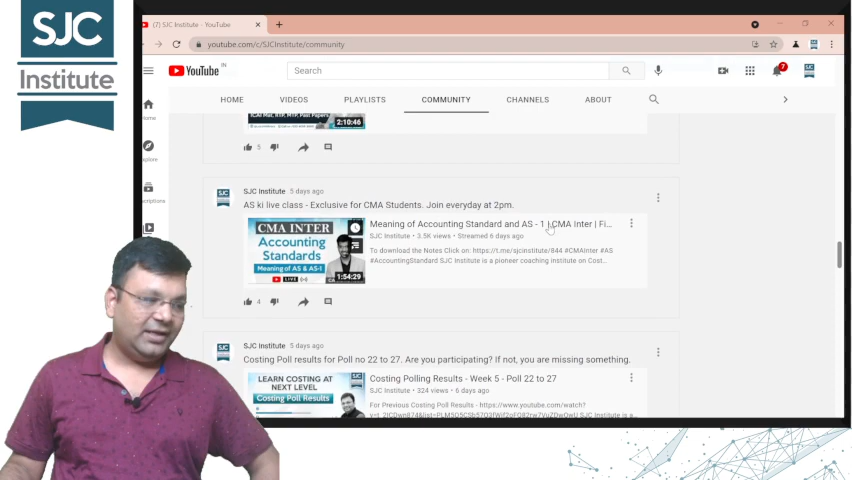 SJC
Institute
(7) SJC Institute - YouTube
youtube.com/c/SJCInstitute/community
YouTube IN
Search
7
HOME VIDEOS PLAYLISTS COMMUNITY CHANNELS ABOUT
Home
2:10:46
5
SJC Institute 5 days ago
AS ki live class - Exclusive for CMA Students. Join everyday at 2pm.
CMA INTER
Accounting
Standards
Meaning of AS & AS-1
LIVE
1:54:29
Meaning of Accounting Standard and AS - 1 | CMA Inter | Fi...
SJC Institute • 3.5K views • Streamed 6 days ago
To download the Notes Click on: https://t.me/sjcinstitute/844 #CMAInter #AS
#AccountingStandard SJC Institute is a pioneer coaching institute on Cost...
4
SJC Institute 5 days ago
Costing Poll results for Poll no 22 to 27. Are you participating? If not, you are missing something.
LEARN COSTING AT
NEXT LEVEL
Costing Poll Results
Costing Polling Results - Week 5 - Poll 22 to 27
SJC Institute • 324 views • 6 days ago
For Previous Costing Poll Results - https://www.youtube.com/watch?